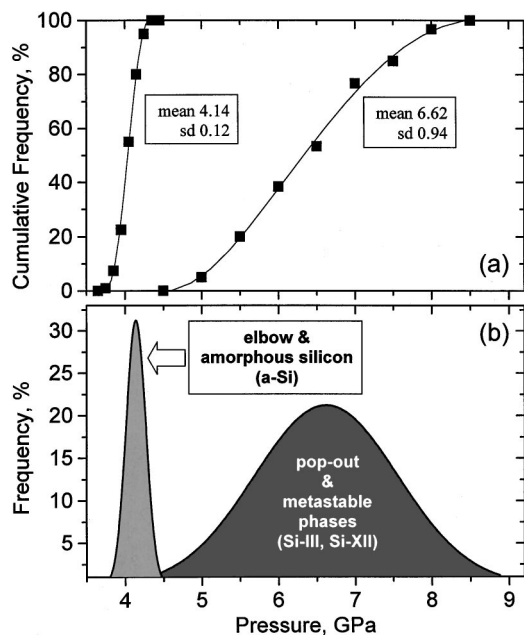 100
80
60
40
20
0
Cumulative Frequency, %
mean 4.14
sd 0.12
mean 6.62
sd 0.94
(a)
30
25
20
15
10
5
Frequency, %
(b)
elbow &
amorphous silicon
(a-Si)
pop-out
&
metastable
phases
(Si-III, Si-XII)
4
5
6
7
8
9
Pressure, GPa